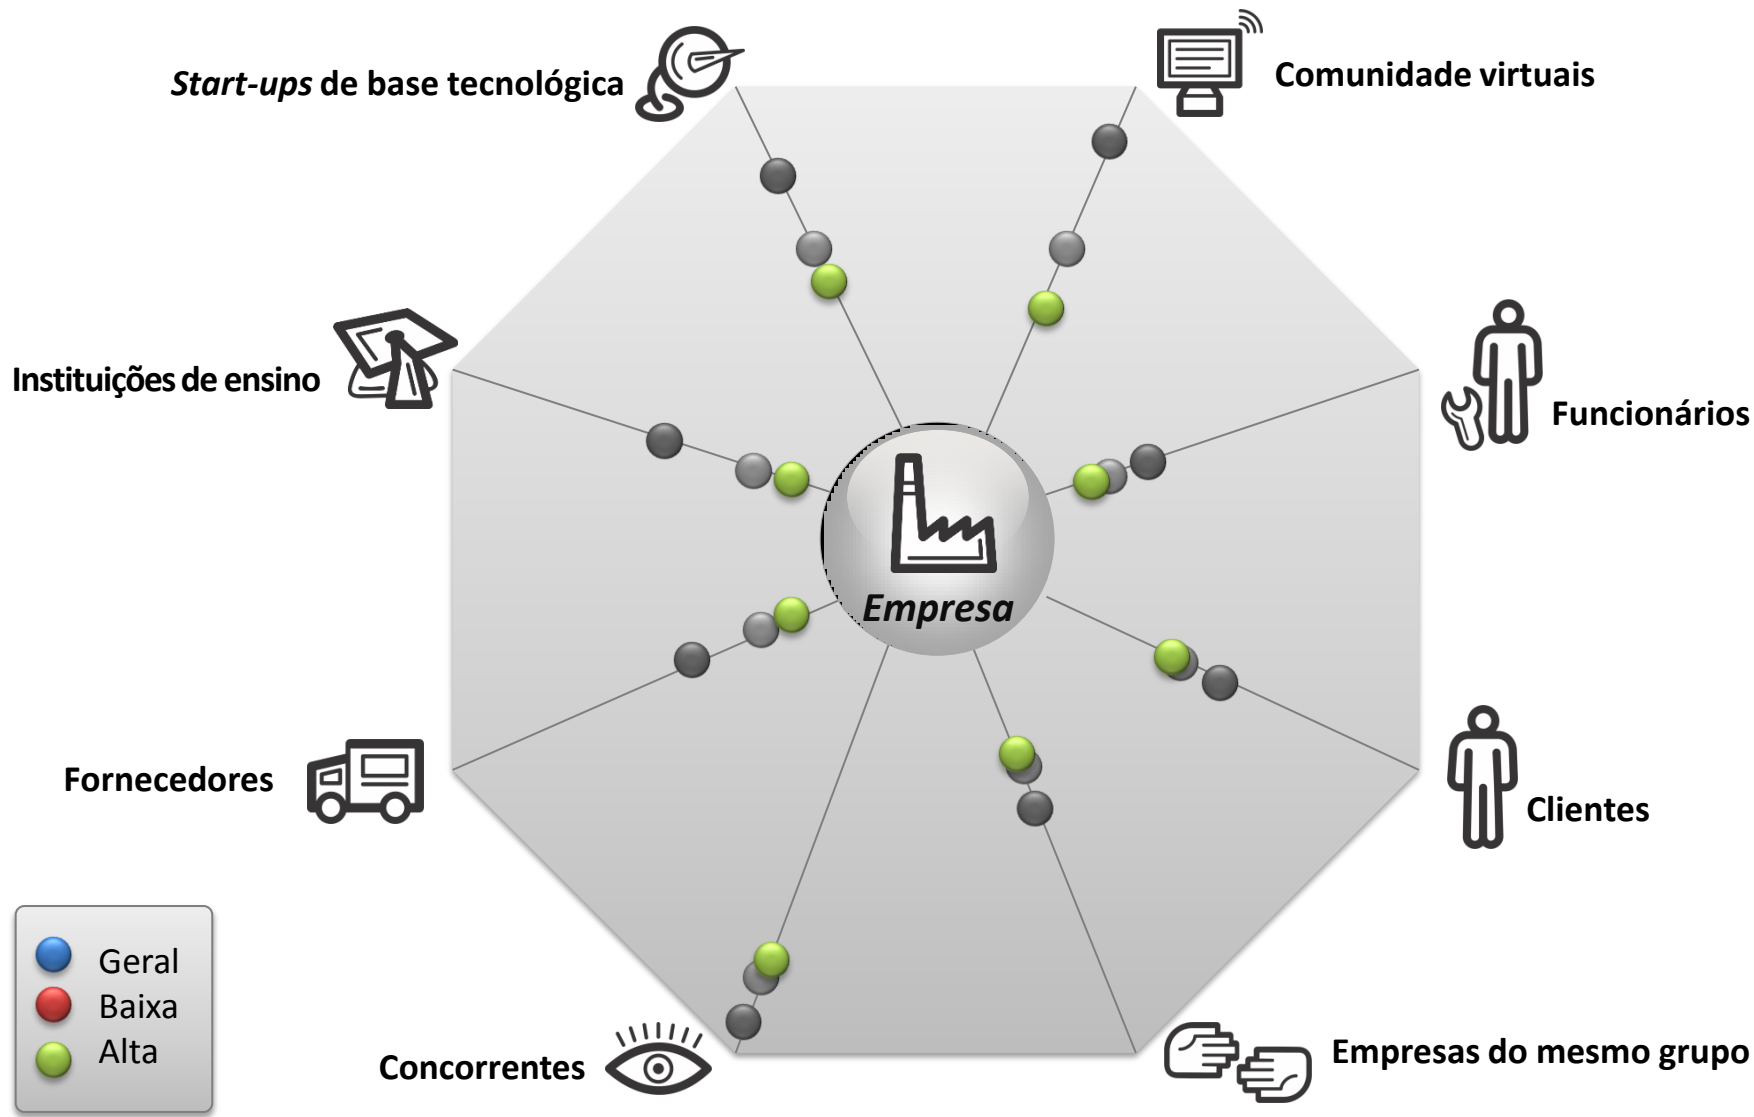 Start-ups de base tecnológica
Comunidade virtuais
Instituições de ensino
Funcionários
Empresa
Fornecedores
Clientes
Geral
Baixa
Alta
Concorrentes
Empresas do mesmo grupo